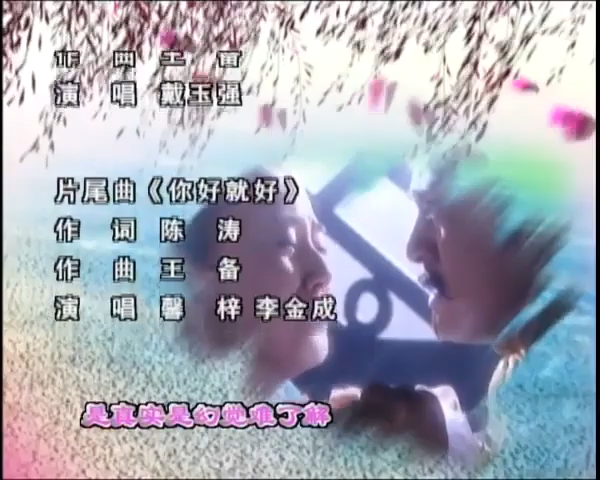 演 唱 戴玉强
片尾曲《你好就好》
作 词 陈 涛
作 曲 王 备
演 唱 馨 梓 李金成
是真实是幻觉难了解